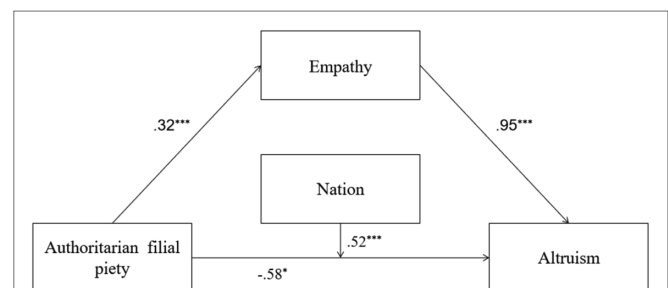 Empathy
.32***
.95***
Nation
.52***
Authoritarian filial
piety
-.58*
Altruism